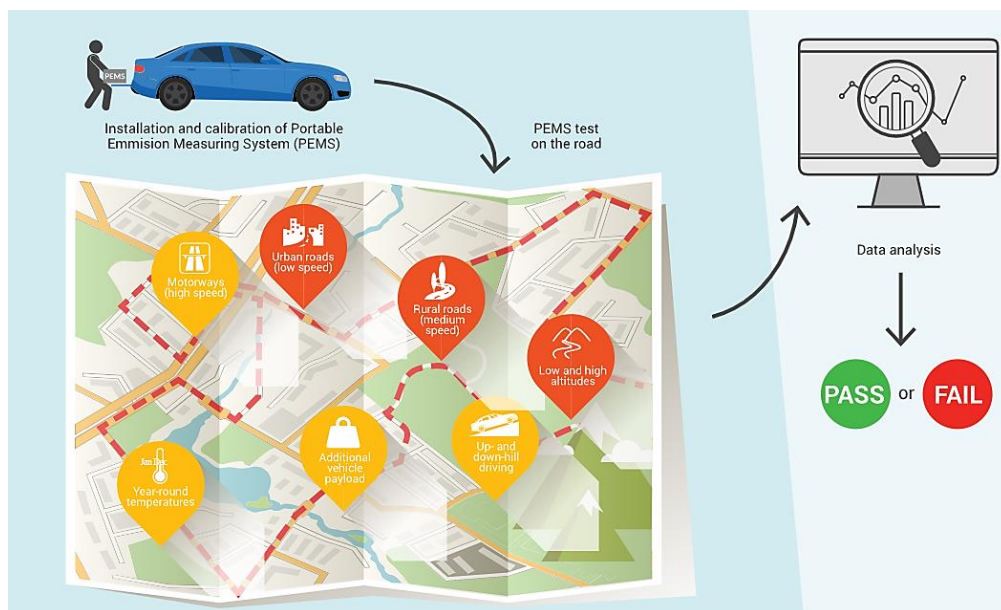 PEMS
Installation and calibration of Portable
Emmision Measuring System (PEMS)
PEMS test
on the road
Data analysis
PASS or FAIL
Motorways
(high speed)
Urban roads
(low speed)
Rural roads
(medium
speed)
Low and high
altitudes
Jan Dec
Year-round
temperatures
Additional
vehicle
payload
Up- and
down-hill
driving